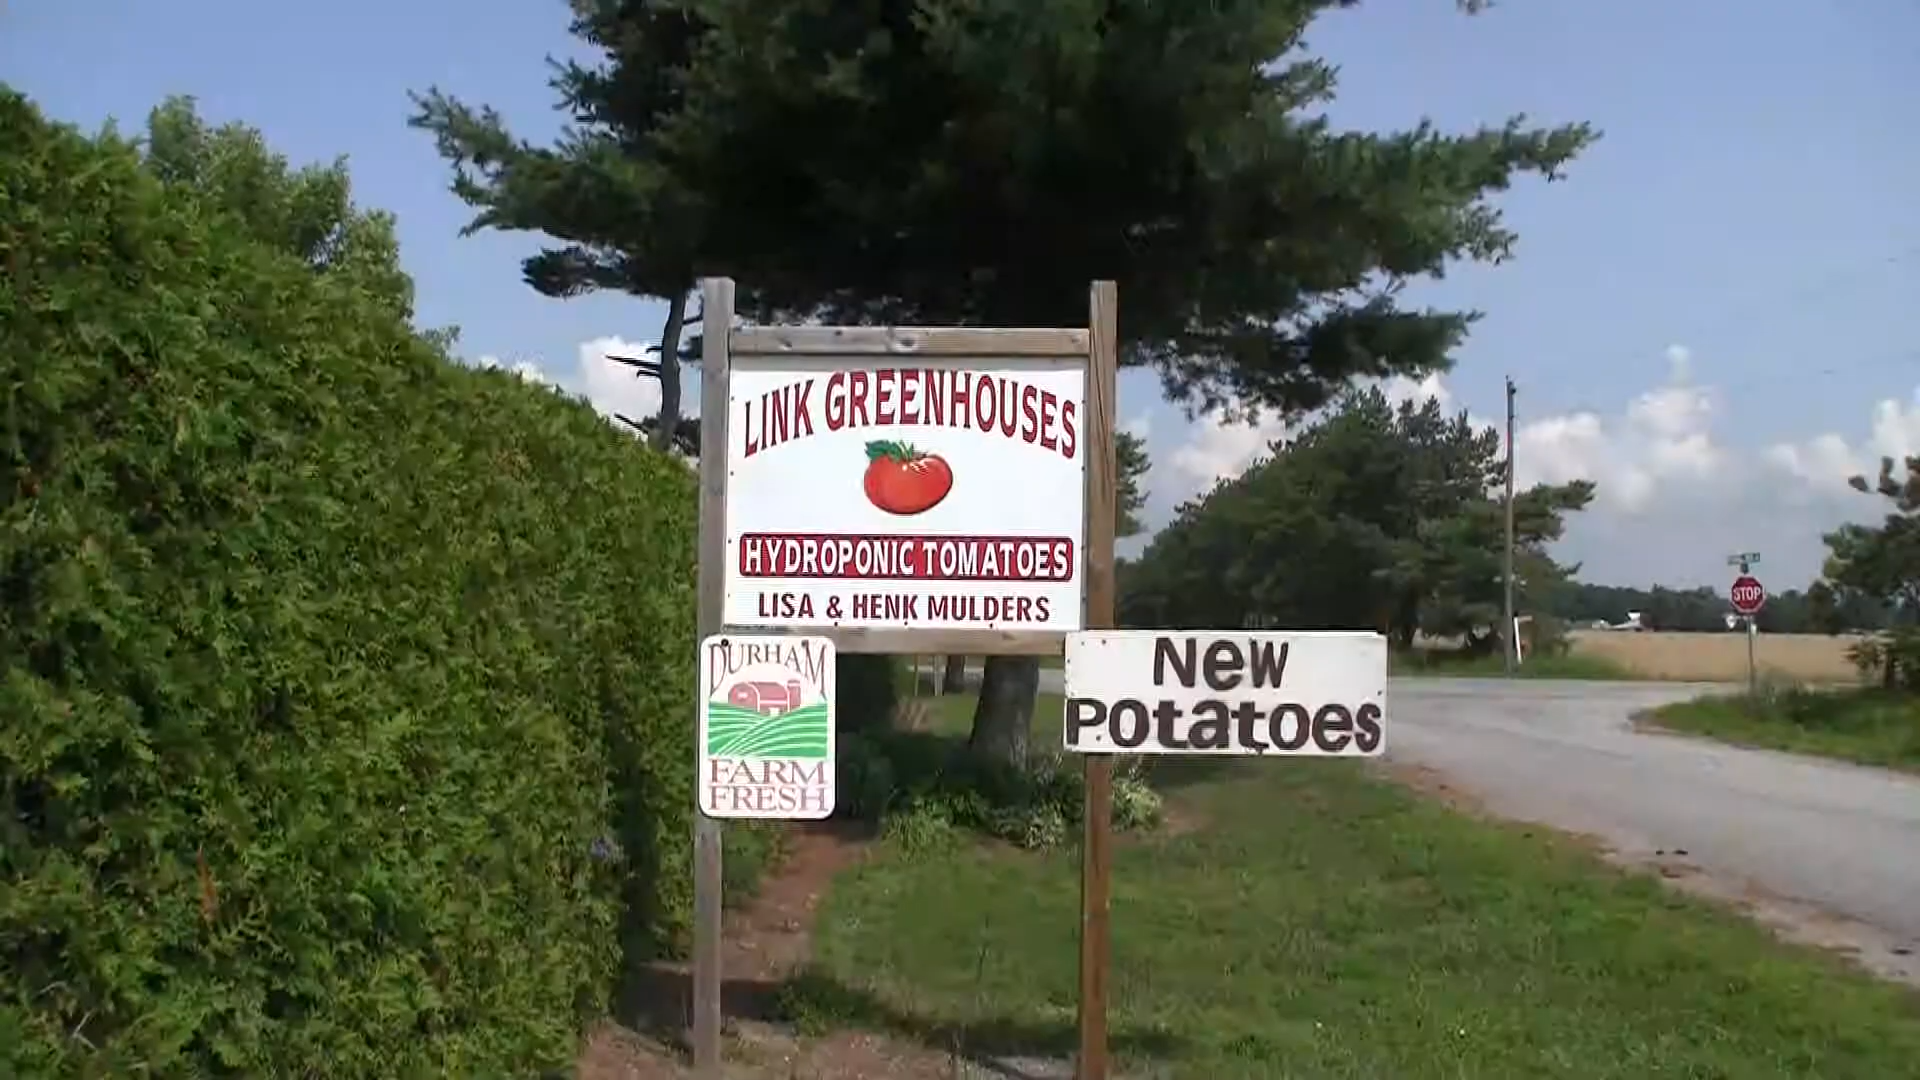 LINK GREENHOUSES
HYDROPONIC TOMATOES
LISA & HENK MULDERS
DURHAM
FARM
FRESH
New
Potatoes
STOP